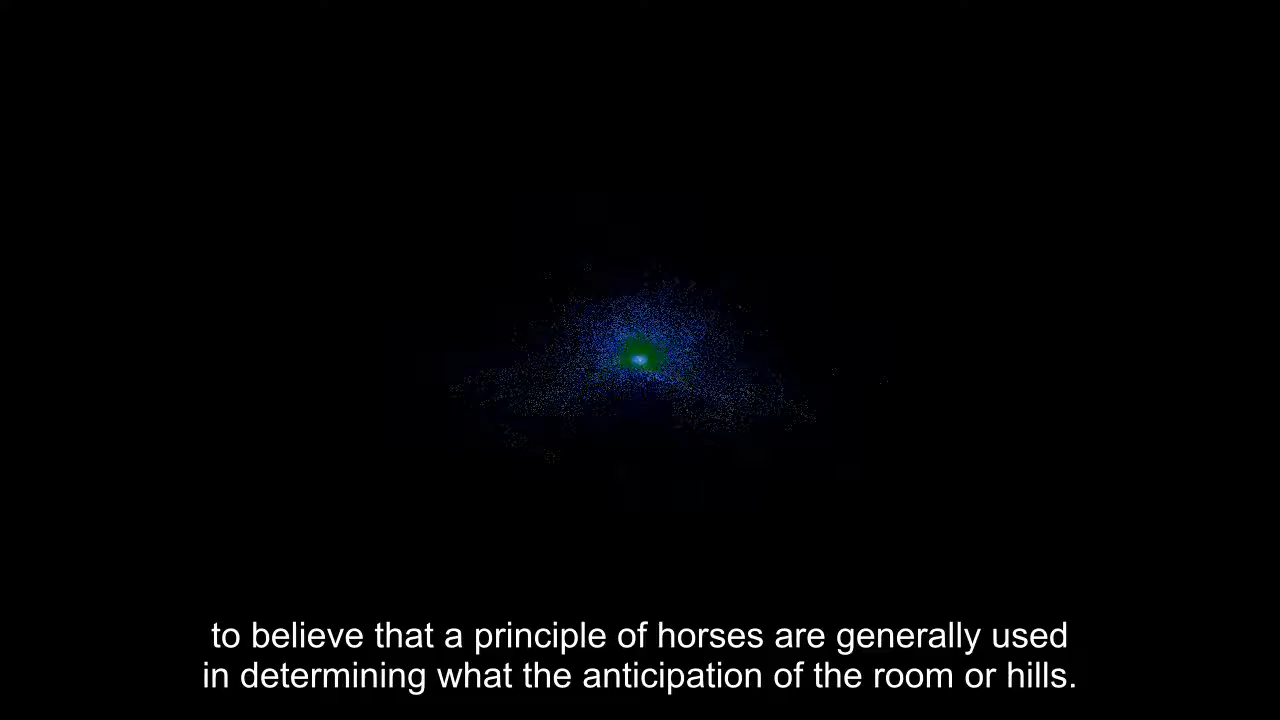 to believe that a principle of horses are generally used
in determining what the anticipation of the room or hills.